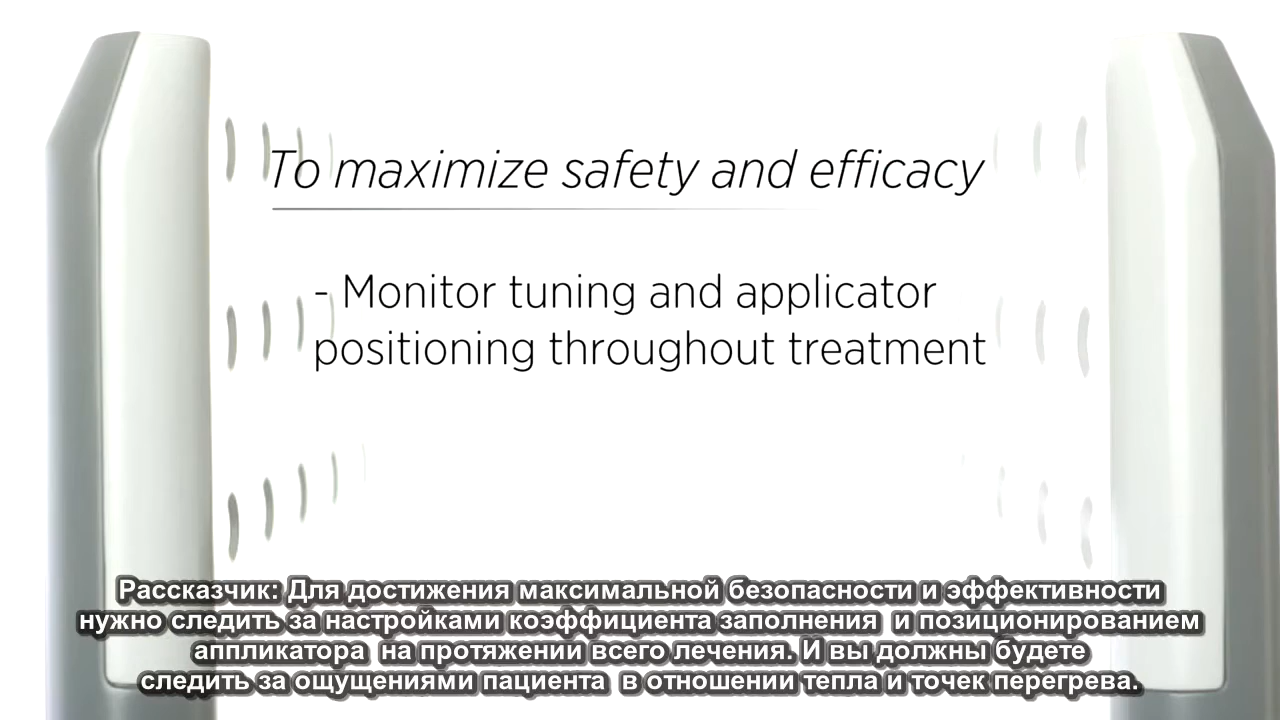 To maximize safety and efficacy
- Monitor tuning and applicator
positioning throughout treatment
Рассказчик: Для достижения максимальной безопасности и эффективности
нужно следить за настройками коэффициента заполнения и позиционированием
аппликатора на протяжении всего лечения. И вы должны будете
следить за ощущениями пациента в отношении тепла и точек перегрева.